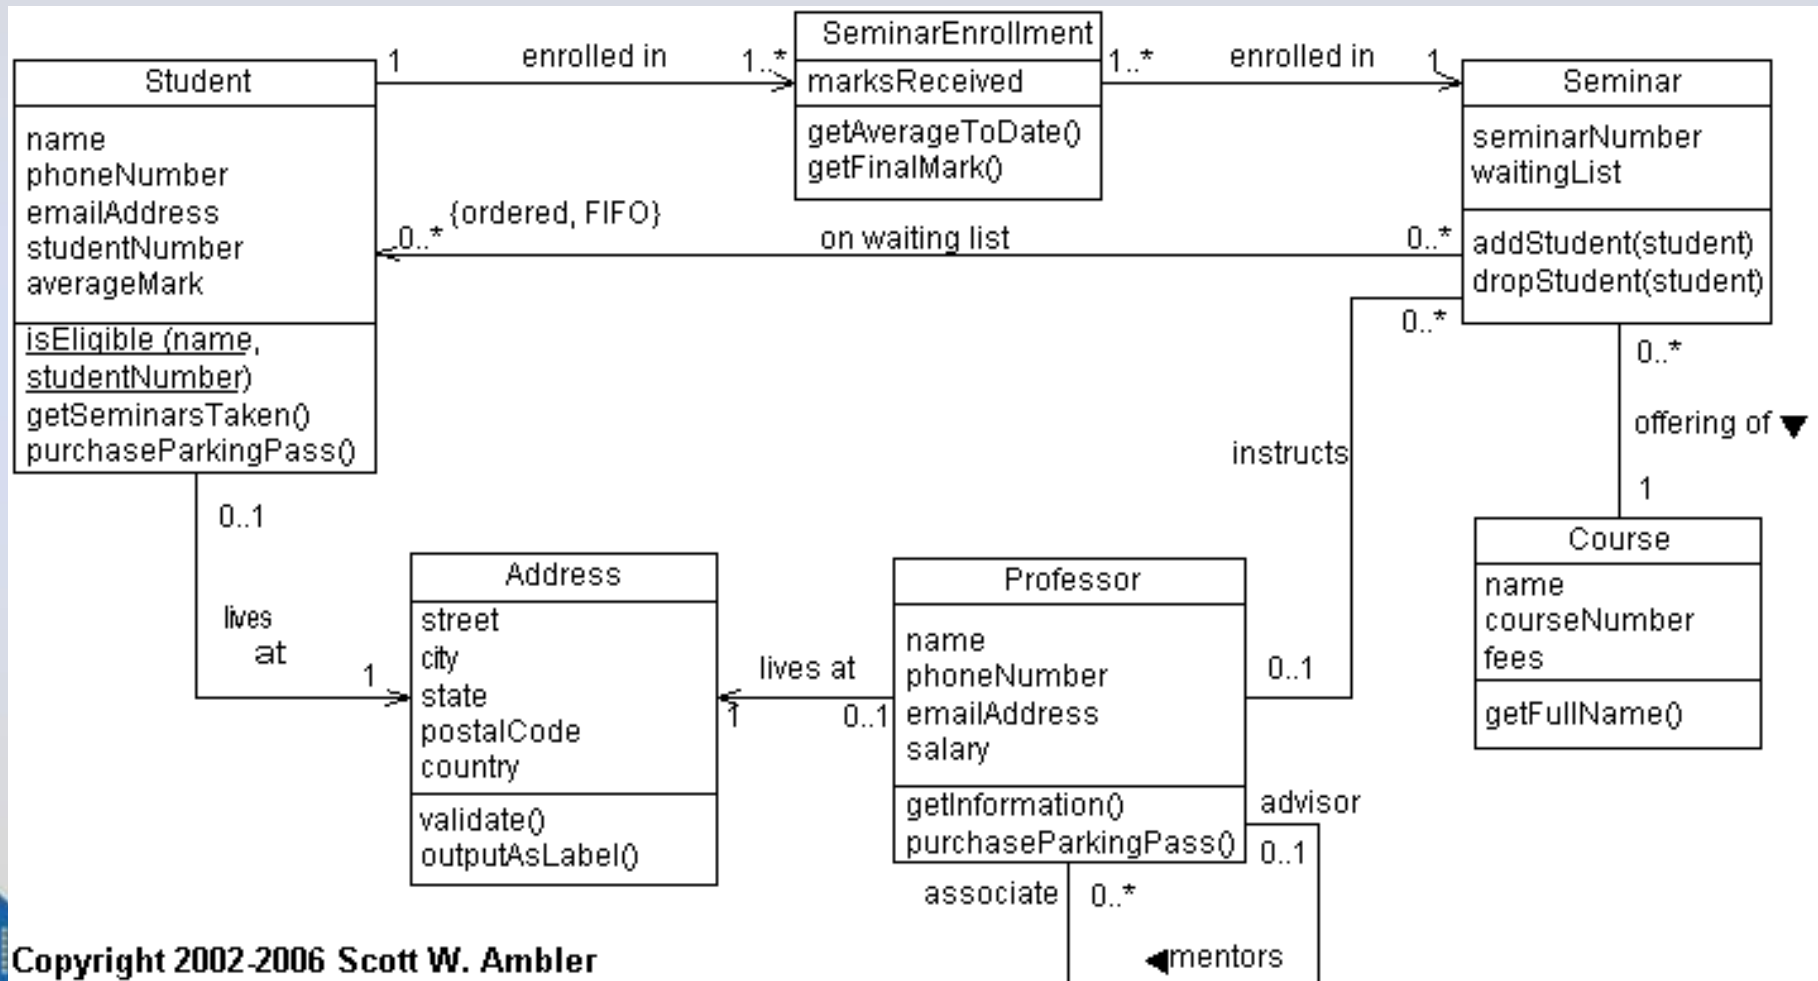 SeminarEnrollment
marksReceived
getAverageToDate()
getFinalMark()
1
enrolled in
1..*
1..*
enrolled in
1
Student
name
phoneNumber
emailAddress
studentNumber
averageMark
isEligible (name,
studentNumber)
getSeminarsTaken()
purchaseParkingPass()
Seminar
seminarNumber
waitingList
addStudent(student)
dropStudent(student)
{ordered, FIFO}
0..*
on waiting list
0..*
0..*
0..*
offering of
instructs
1
0..1
lives
at
1
Address
street
city
state
postalCode
country
validate()
outputAsLabel()
lives at
1
0..1
Professor
name
phoneNumber
emailAddress
salary
getInformation()
purchaseParkingPass()
0..1
Course
name
courseNumber
fees
getFullName()
advisor
0..1
associate
0..*
mentors
Copyright 2002-2006 Scott W. Ambler